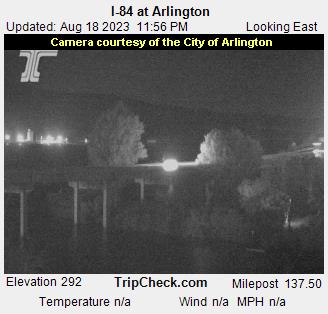 I-84 at Arlington
Updated: Aug 18 2023 11:56 PM Looking East
Camera courtesy of the City of Arlington
Elevation 292 TripCheck.com Milepost 137.50
Temperature n/a Wind n/a MPH n/a